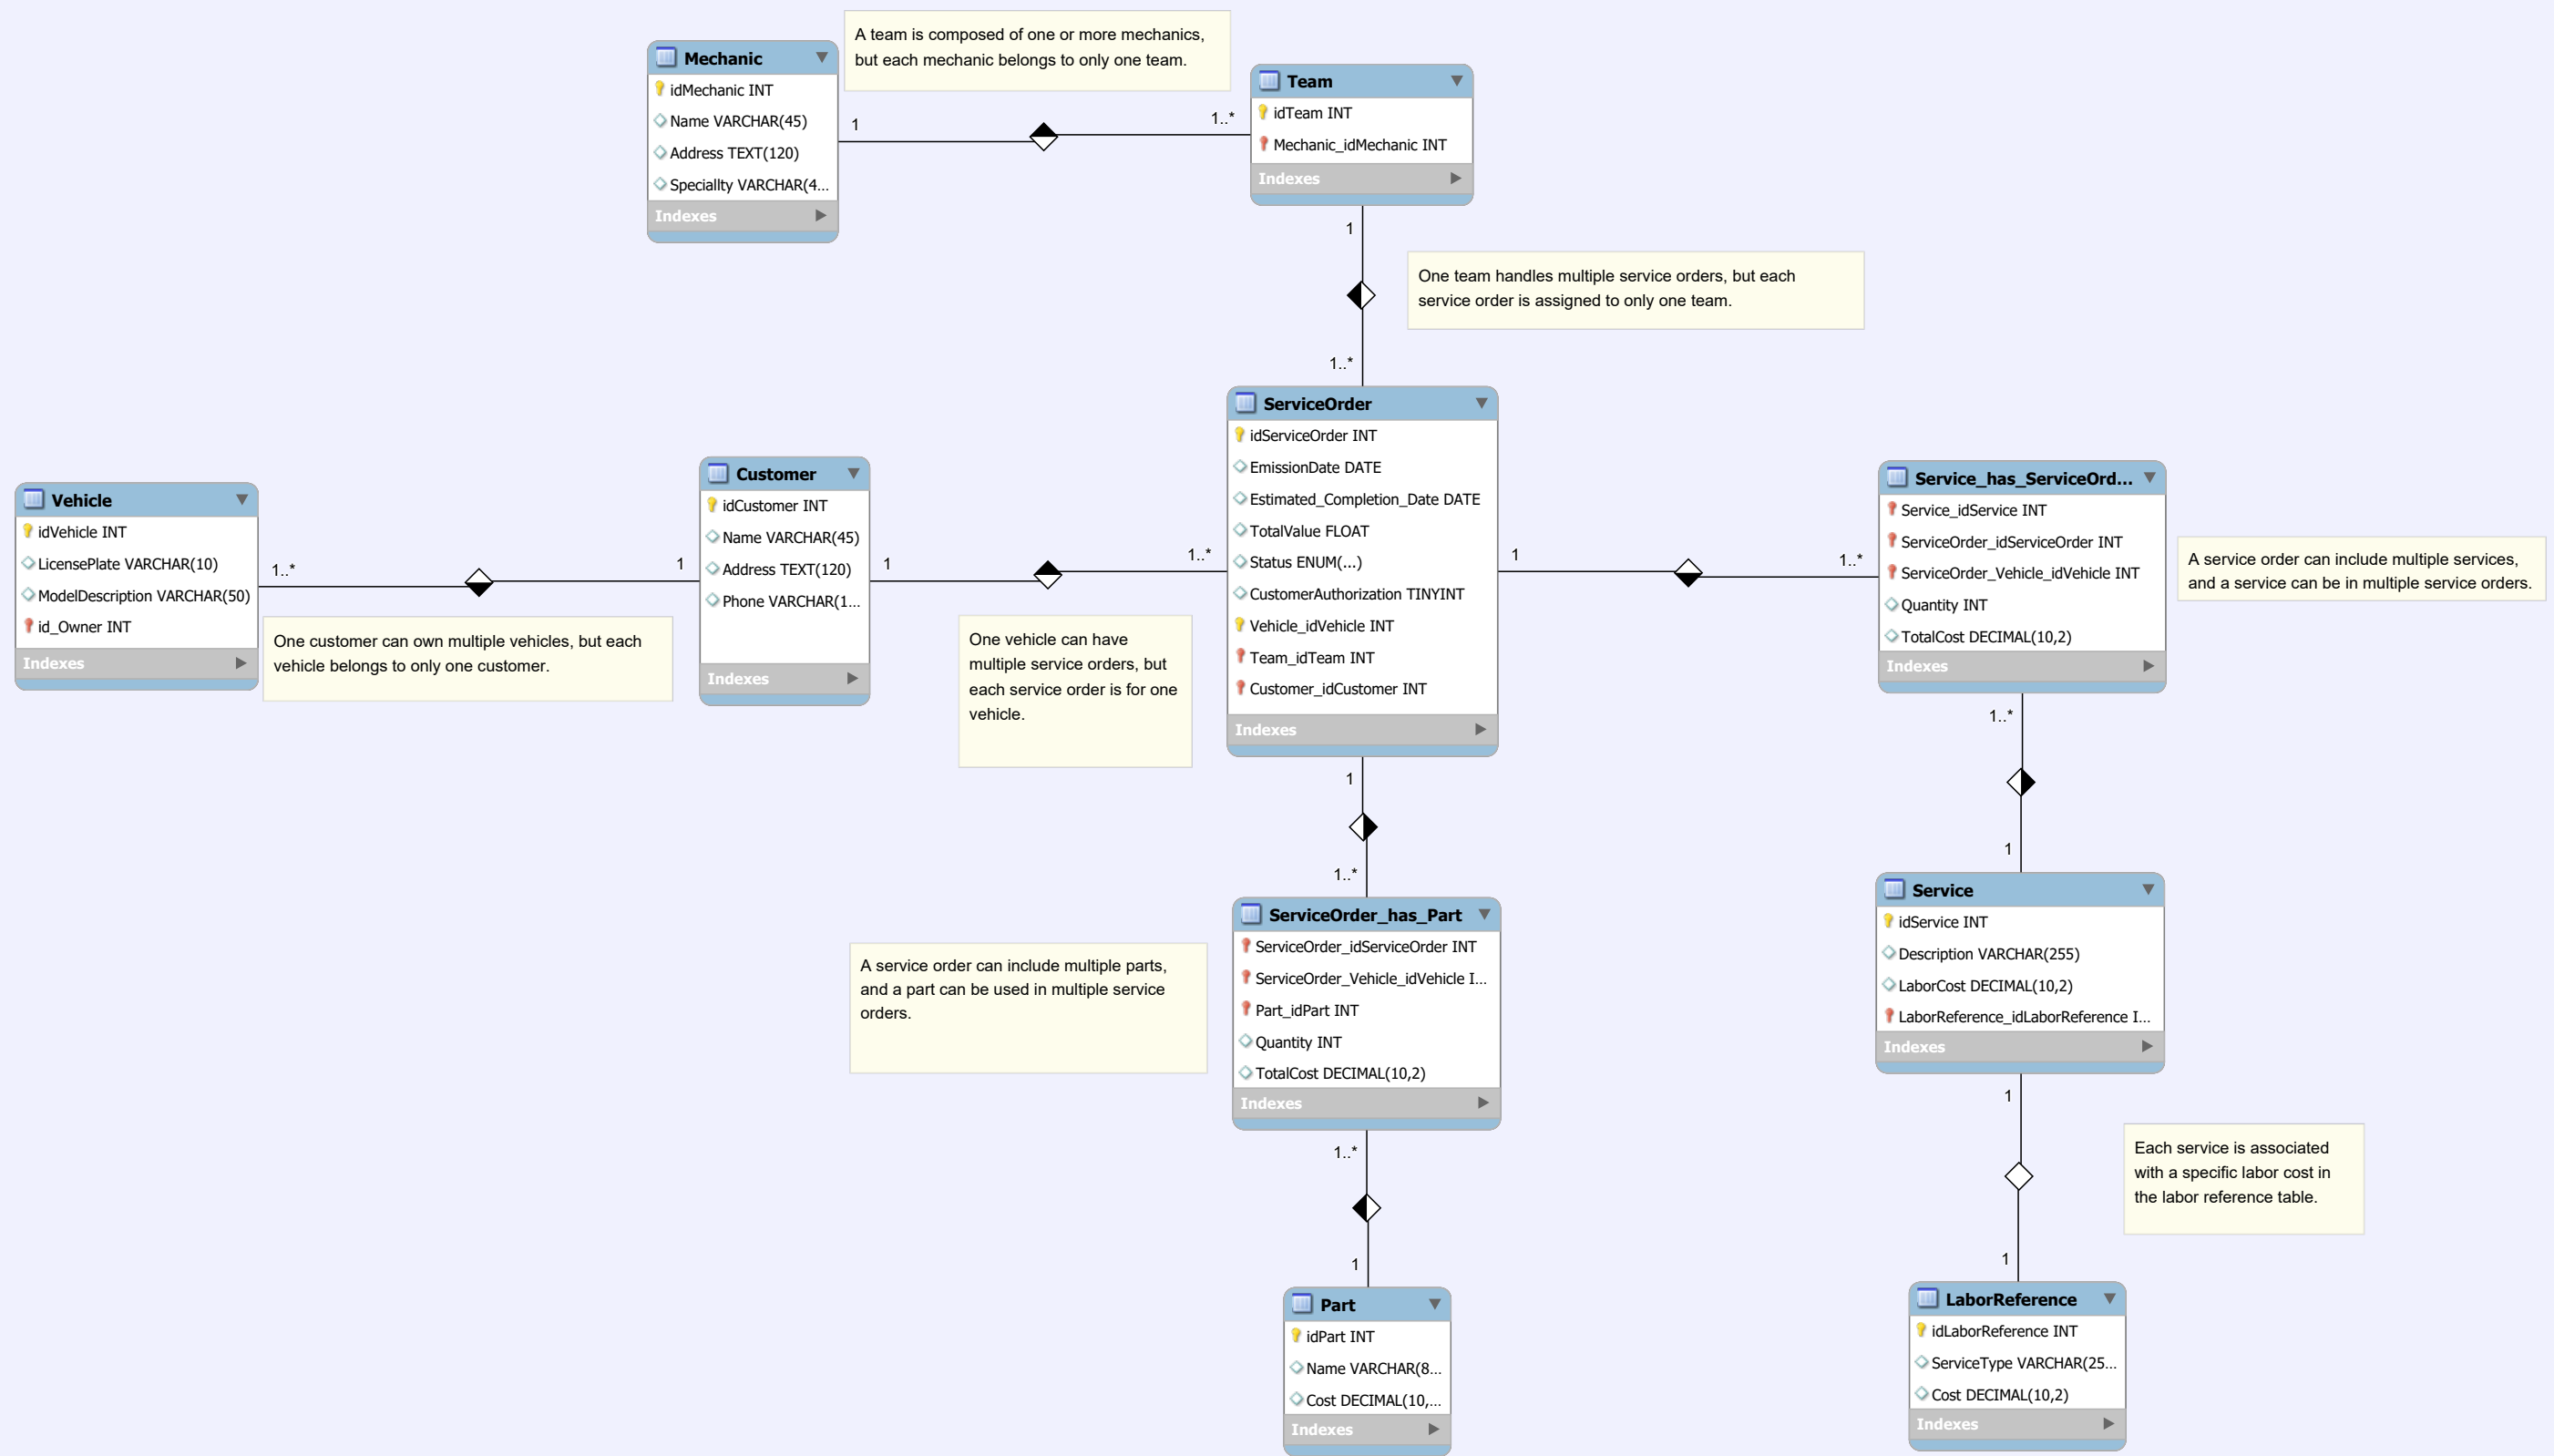 Mechanic
idMechanic INT
Name VARCHAR(45)
Address TEXT(120)
Speciallty VARCHAR(4...
Indexes
A team is composed of one or more mechanics,
but each mechanic belongs to only one team.
1
1..*
Team
idTeam INT
Mechanic_idMechanic INT
Indexes
1
1..*
One team handles multiple service orders, but each
service order is assigned to only one team.
Vehicle
idVehicle INT
LicensePlate VARCHAR(10)
ModelDescription VARCHAR(50)
id_Owner INT
Indexes
1..*
1
One customer can own multiple vehicles, but each
vehicle belongs to only one customer.
Customer
idCustomer INT
Name VARCHAR(45)
Address TEXT(120)
Phone VARCHAR(1...
Indexes
1
1..*
One vehicle can have
multiple service orders, but
each service order is for one
vehicle.
ServiceOrder
idServiceOrder INT
EmissionDate DATE
Estimated_Completion_Date DATE
TotalValue FLOAT
Status ENUM(...)
CustomerAuthorization TINYINT
Vehicle_idVehicle INT
Team_idTeam INT
Customer_idCustomer INT
Indexes
1
1..*
Service_has_ServiceOrd...
Service_idService INT
ServiceOrder_idServiceOrder INT
ServiceOrder_Vehicle_idVehicle INT
Quantity INT
TotalCost DECIMAL(10,2)
Indexes
A service order can include multiple services,
and a service can be in multiple service orders.
1..*
1
1
1..*
ServiceOrder_has_Part
ServiceOrder_idServiceOrder INT
ServiceOrder_Vehicle_idVehicle I...
Part_idPart INT
Quantity INT
TotalCost DECIMAL(10,2)
Indexes
A service order can include multiple parts,
and a part can be used in multiple service
orders.
Service
idService INT
Description VARCHAR(255)
LaborCost DECIMAL(10,2)
LaborReference_idLaborReference I...
Indexes
1..*
1
1
1
Each service is associated
with a specific labor cost in
the labor reference table.
Part
idPart INT
Name VARCHAR(8...
Cost DECIMAL(10,...
Indexes
LaborReference
idLaborReference INT
ServiceType VARCHAR(25...
Cost DECIMAL(10,2)
Indexes